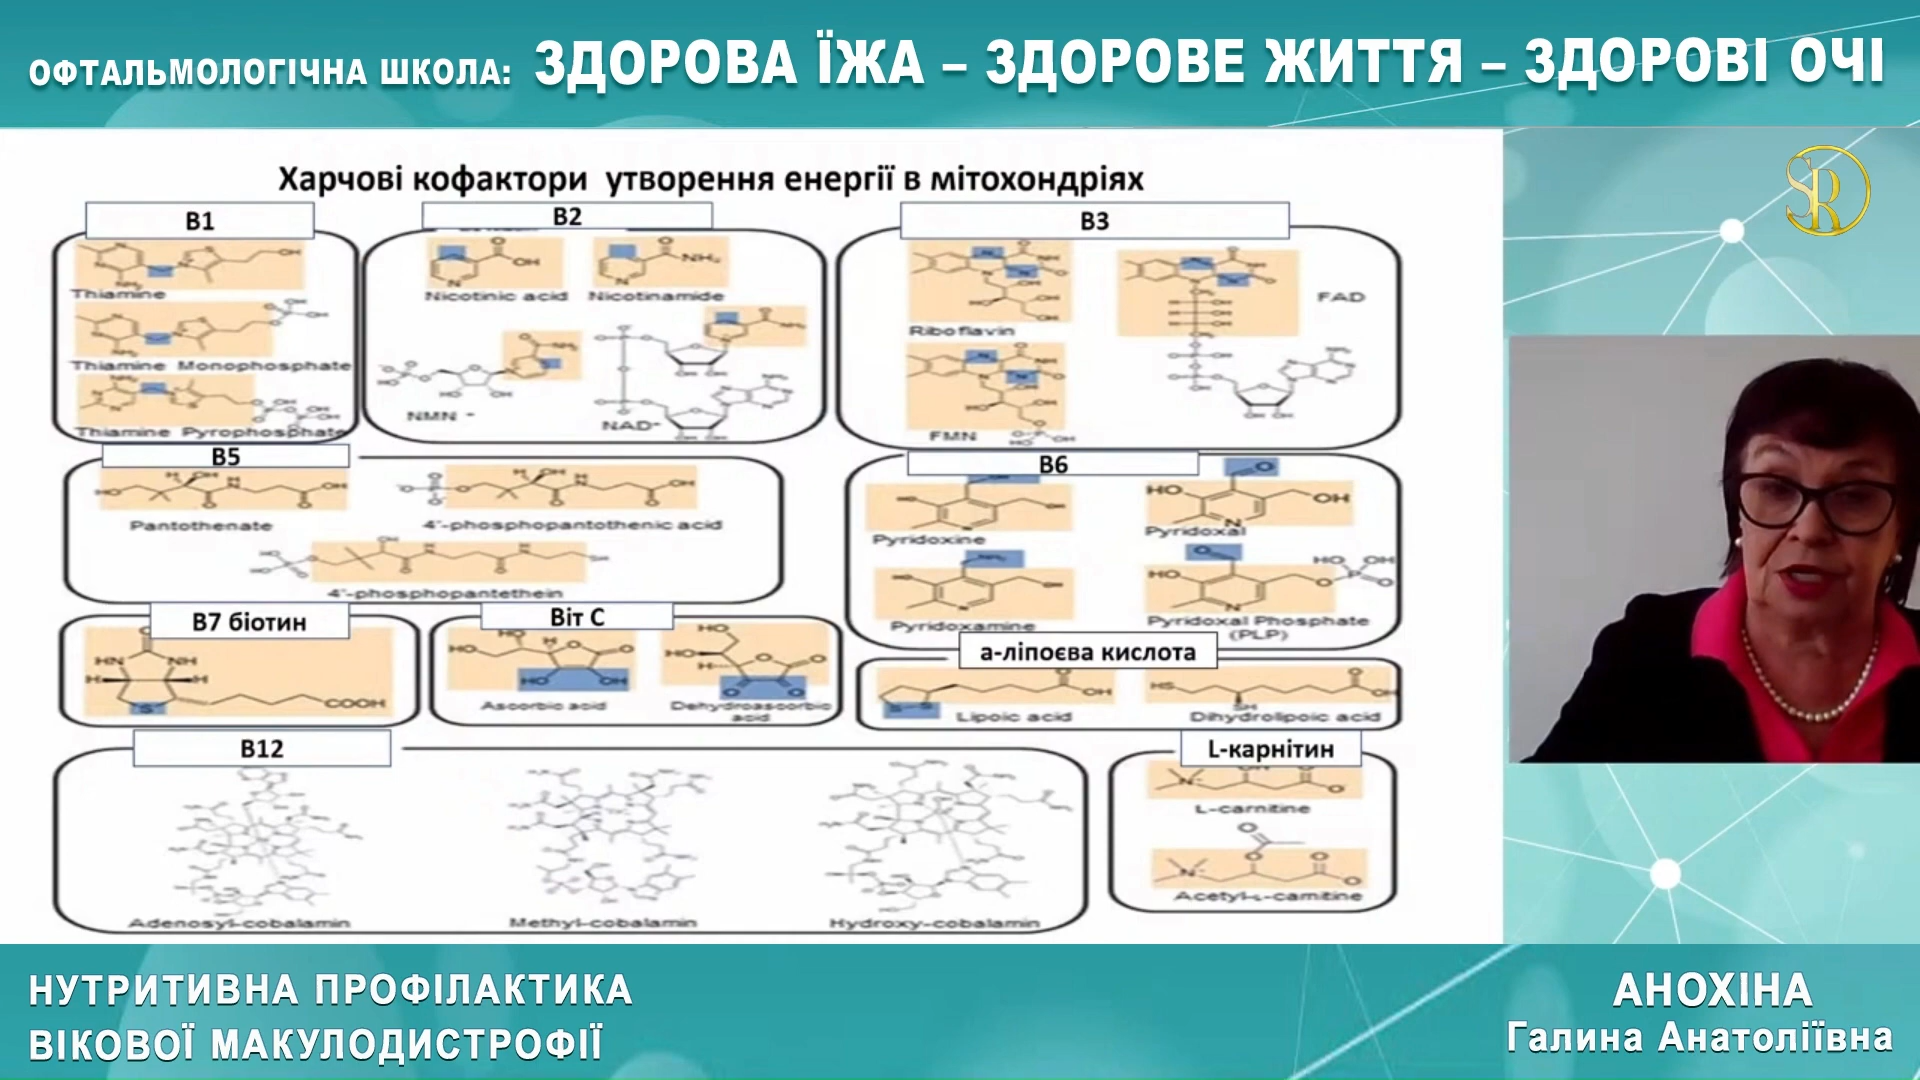 ОФТАЛЬМОЛОГІЧНА ШКОЛА: ЗДОРОВА ЇЖА – ЗДОРОВЕ ЖИТТЯ – ЗДОРОВІ ОЧІ
SR
Харчові кофактори утворення енергії в мітохондріях
B1
Thiamine
Thiamine Monophosphate
Thiamine Pyrophosphate
B2
Nicotinic acid
Nicotinamide
NMN
NAD+
B3
Riboflavin
FAD
FMN
B5
Pantothenate
4'-phosphopantothenic acid
4'-phosphopantethein
B6
Pyridoxine
Pyridoxal
Pyridoxamine
Pyridoxal Phosphate
(PLP)
B7 біотин
COOH
Віт С
Ascorbic acid
Dehydroascorbic
acid
а-ліпоєва кислота
Lipoic acid
Dihydrolipoic acid
B12
Adenosyl-cobalamin
Methyl-cobalamin
Hydroxy-cobalamin
L-карнітин
L-carnitine
Acetyl-L-carnitine
НУТРИТИВНА ПРОФІЛАКТИКА
ВІКОВОЇ МАКУЛОДИСТРОФІЇ
АНОХІНА
Галина Анатоліївна